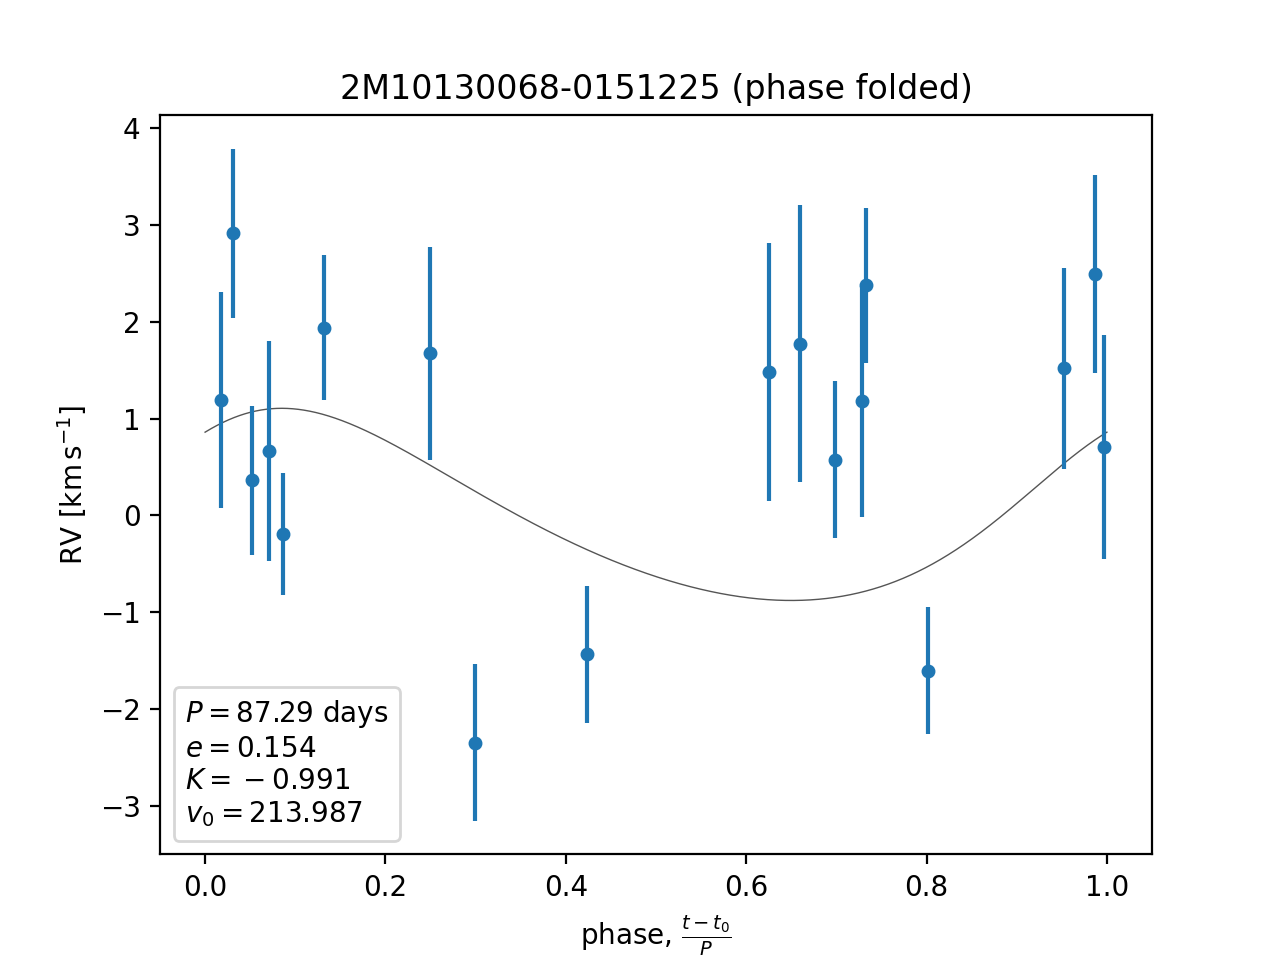 2M10130068-0151225 (phase folded)
4
3
2
1
0
−1
−2
−3
RV [km s⁻¹]
P = 87.29 days
e = 0.154
K = −0.991
v₀ = 213.987
0.0 0.2 0.4 0.6 0.8 1.0
phase, (t − t₀)/P